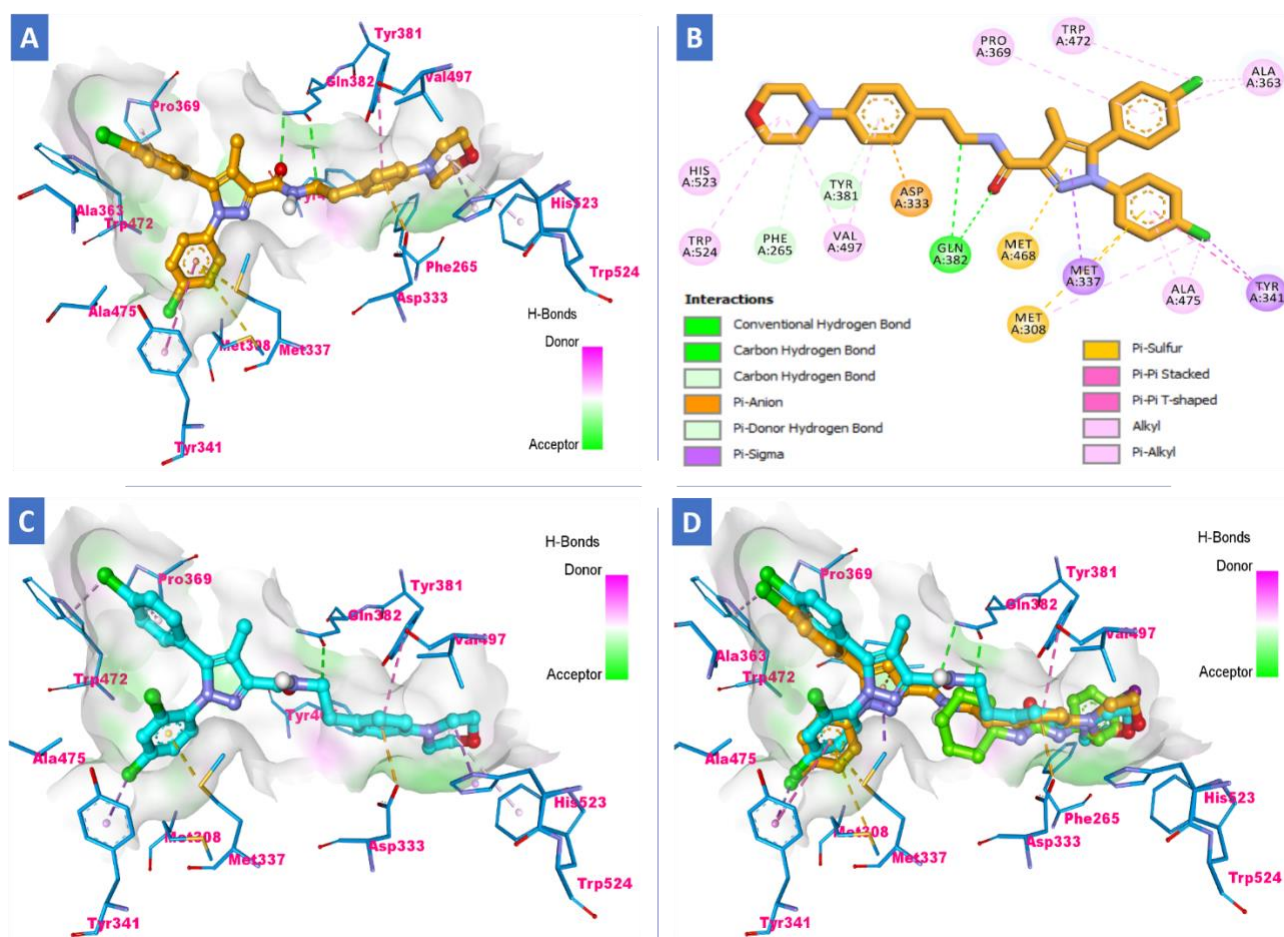 A
Tyr381
Gln382
Val497
Pro369
Ala363
Trp472
His523
Phe265
Trp524
Asp333
Ala475
Met308
Met337
Tyr341
H-Bonds
Donor
Acceptor
B
TRP
A:472
PRO
A:369
ALA
A:363
HIS
A:523
TYR
A:381
ASP
A:333
TRP
A:524
PHE
A:265
VAL
A:497
GLN
A:382
MET
A:468
MET
A:337
ALA
A:475
TYR
A:341
MET
A:308
Interactions
Conventional Hydrogen Bond
Carbon Hydrogen Bond
Carbon Hydrogen Bond
Pi-Anion
Pi-Donor Hydrogen Bond
Pi-Sigma
Pi-Sulfur
Pi-Pi Stacked
Pi-Pi T-shaped
Alkyl
Pi-Alkyl
C
H-Bonds
Donor
Acceptor
Pro369
Tyr381
Gln382
Val497
Trp472
Ala475
His523
Met308
Asp333
Met337
Trp524
Tyr341
D
H-Bonds
Donor
Acceptor
Pro369
Tyr381
Gln382
Val497
Ala363
Trp472
Ala475
His523
Phe265
Met308
Asp333
Met337
Trp524
Tyr341